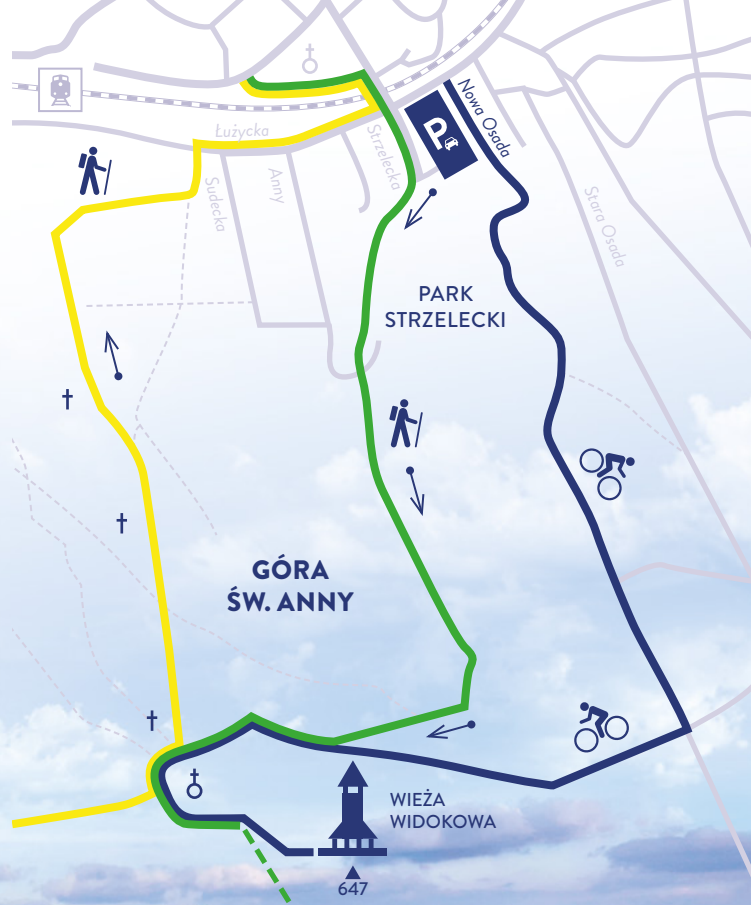 Nowa Osada
P
Łużycka
Strzelecka
Sudecka
Anny
Stara Osada
PARK
STRZELECKI
GÓRA
ŚW. ANNY
WIEŻA
WIDOKOWA
647